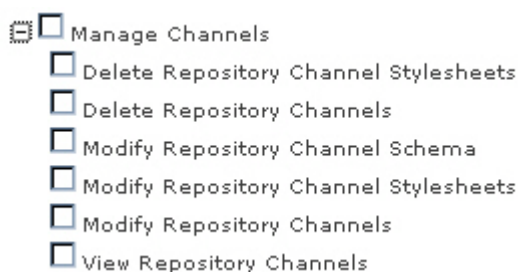 Manage Channels
Delete Repository Channel Stylesheets
Delete Repository Channels
Modify Repository Channel Schema
Modify Repository Channel Stylesheets
Modify Repository Channels
View Repository Channels